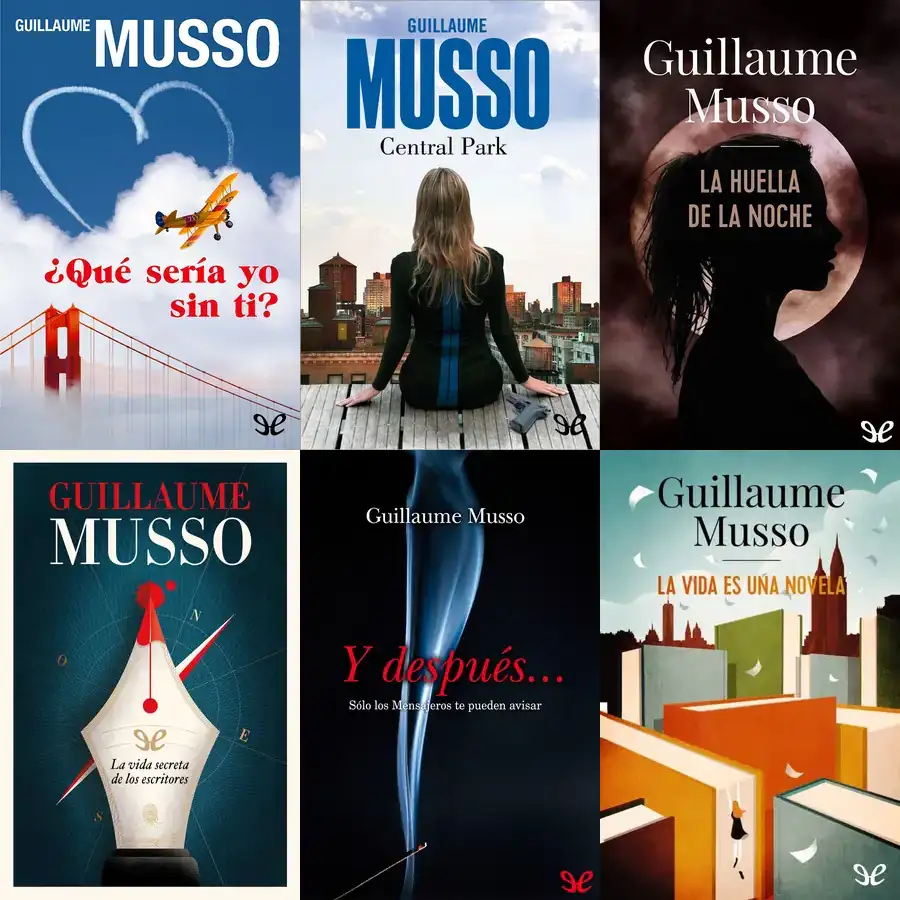 GUILLAUME MUSSO
¿Qué sería yo
sin ti?
GUILLAUME
MUSSO
Central Park
Guillaume
Musso
LA HUELLA
DE LA NOCHE
GUILLAUME
MUSSO
N
O
E
S
La vida secreta
de los escritores
Guillaume Musso
Y después...
Sólo los Mensajeros te pueden avisar
Guillaume
Musso
LA VIDA ES UNA NOVELA